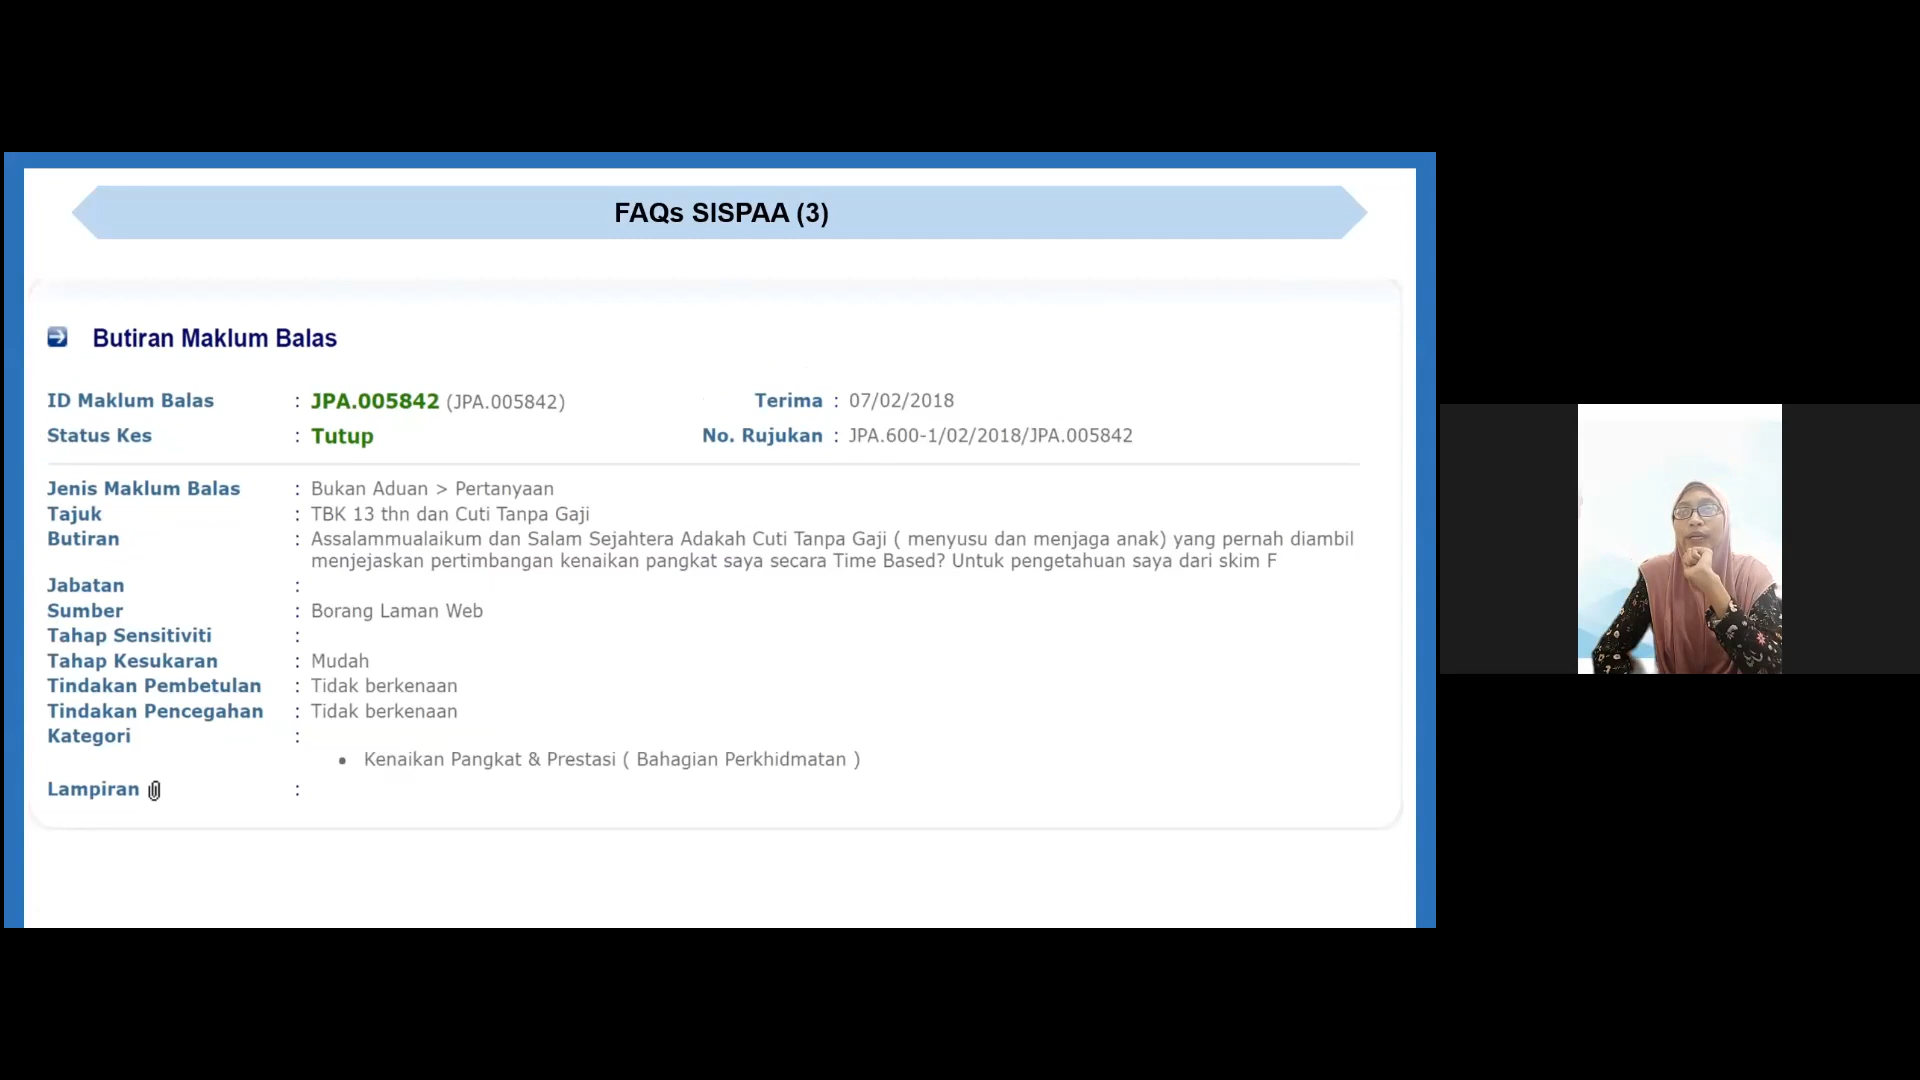 FAQs SISPAA (3)
Butiran Maklum Balas
ID Maklum Balas : JPA.005842 (JPA.005842) Terima : 07/02/2018
Status Kes : Tutup No. Rujukan : JPA.600-1/02/2018/JPA.005842
Jenis Maklum Balas : Bukan Aduan > Pertanyaan
Tajuk : TBK 13 thn dan Cuti Tanpa Gaji
Butiran : Assalammualaikum dan Salam Sejahtera Adakah Cuti Tanpa Gaji ( menyusu dan menjaga anak) yang pernah diambil
menjejaskan pertimbangan kenaikan pangkat saya secara Time Based? Untuk pengetahuan saya dari skim F
Jabatan :
Sumber : Borang Laman Web
Tahap Sensitiviti :
Tahap Kesukaran : Mudah
Tindakan Pembetulan : Tidak berkenaan
Tindakan Pencegahan : Tidak berkenaan
Kategori :
• Kenaikan Pangkat & Prestasi ( Bahagian Perkhidmatan )
Lampiran :